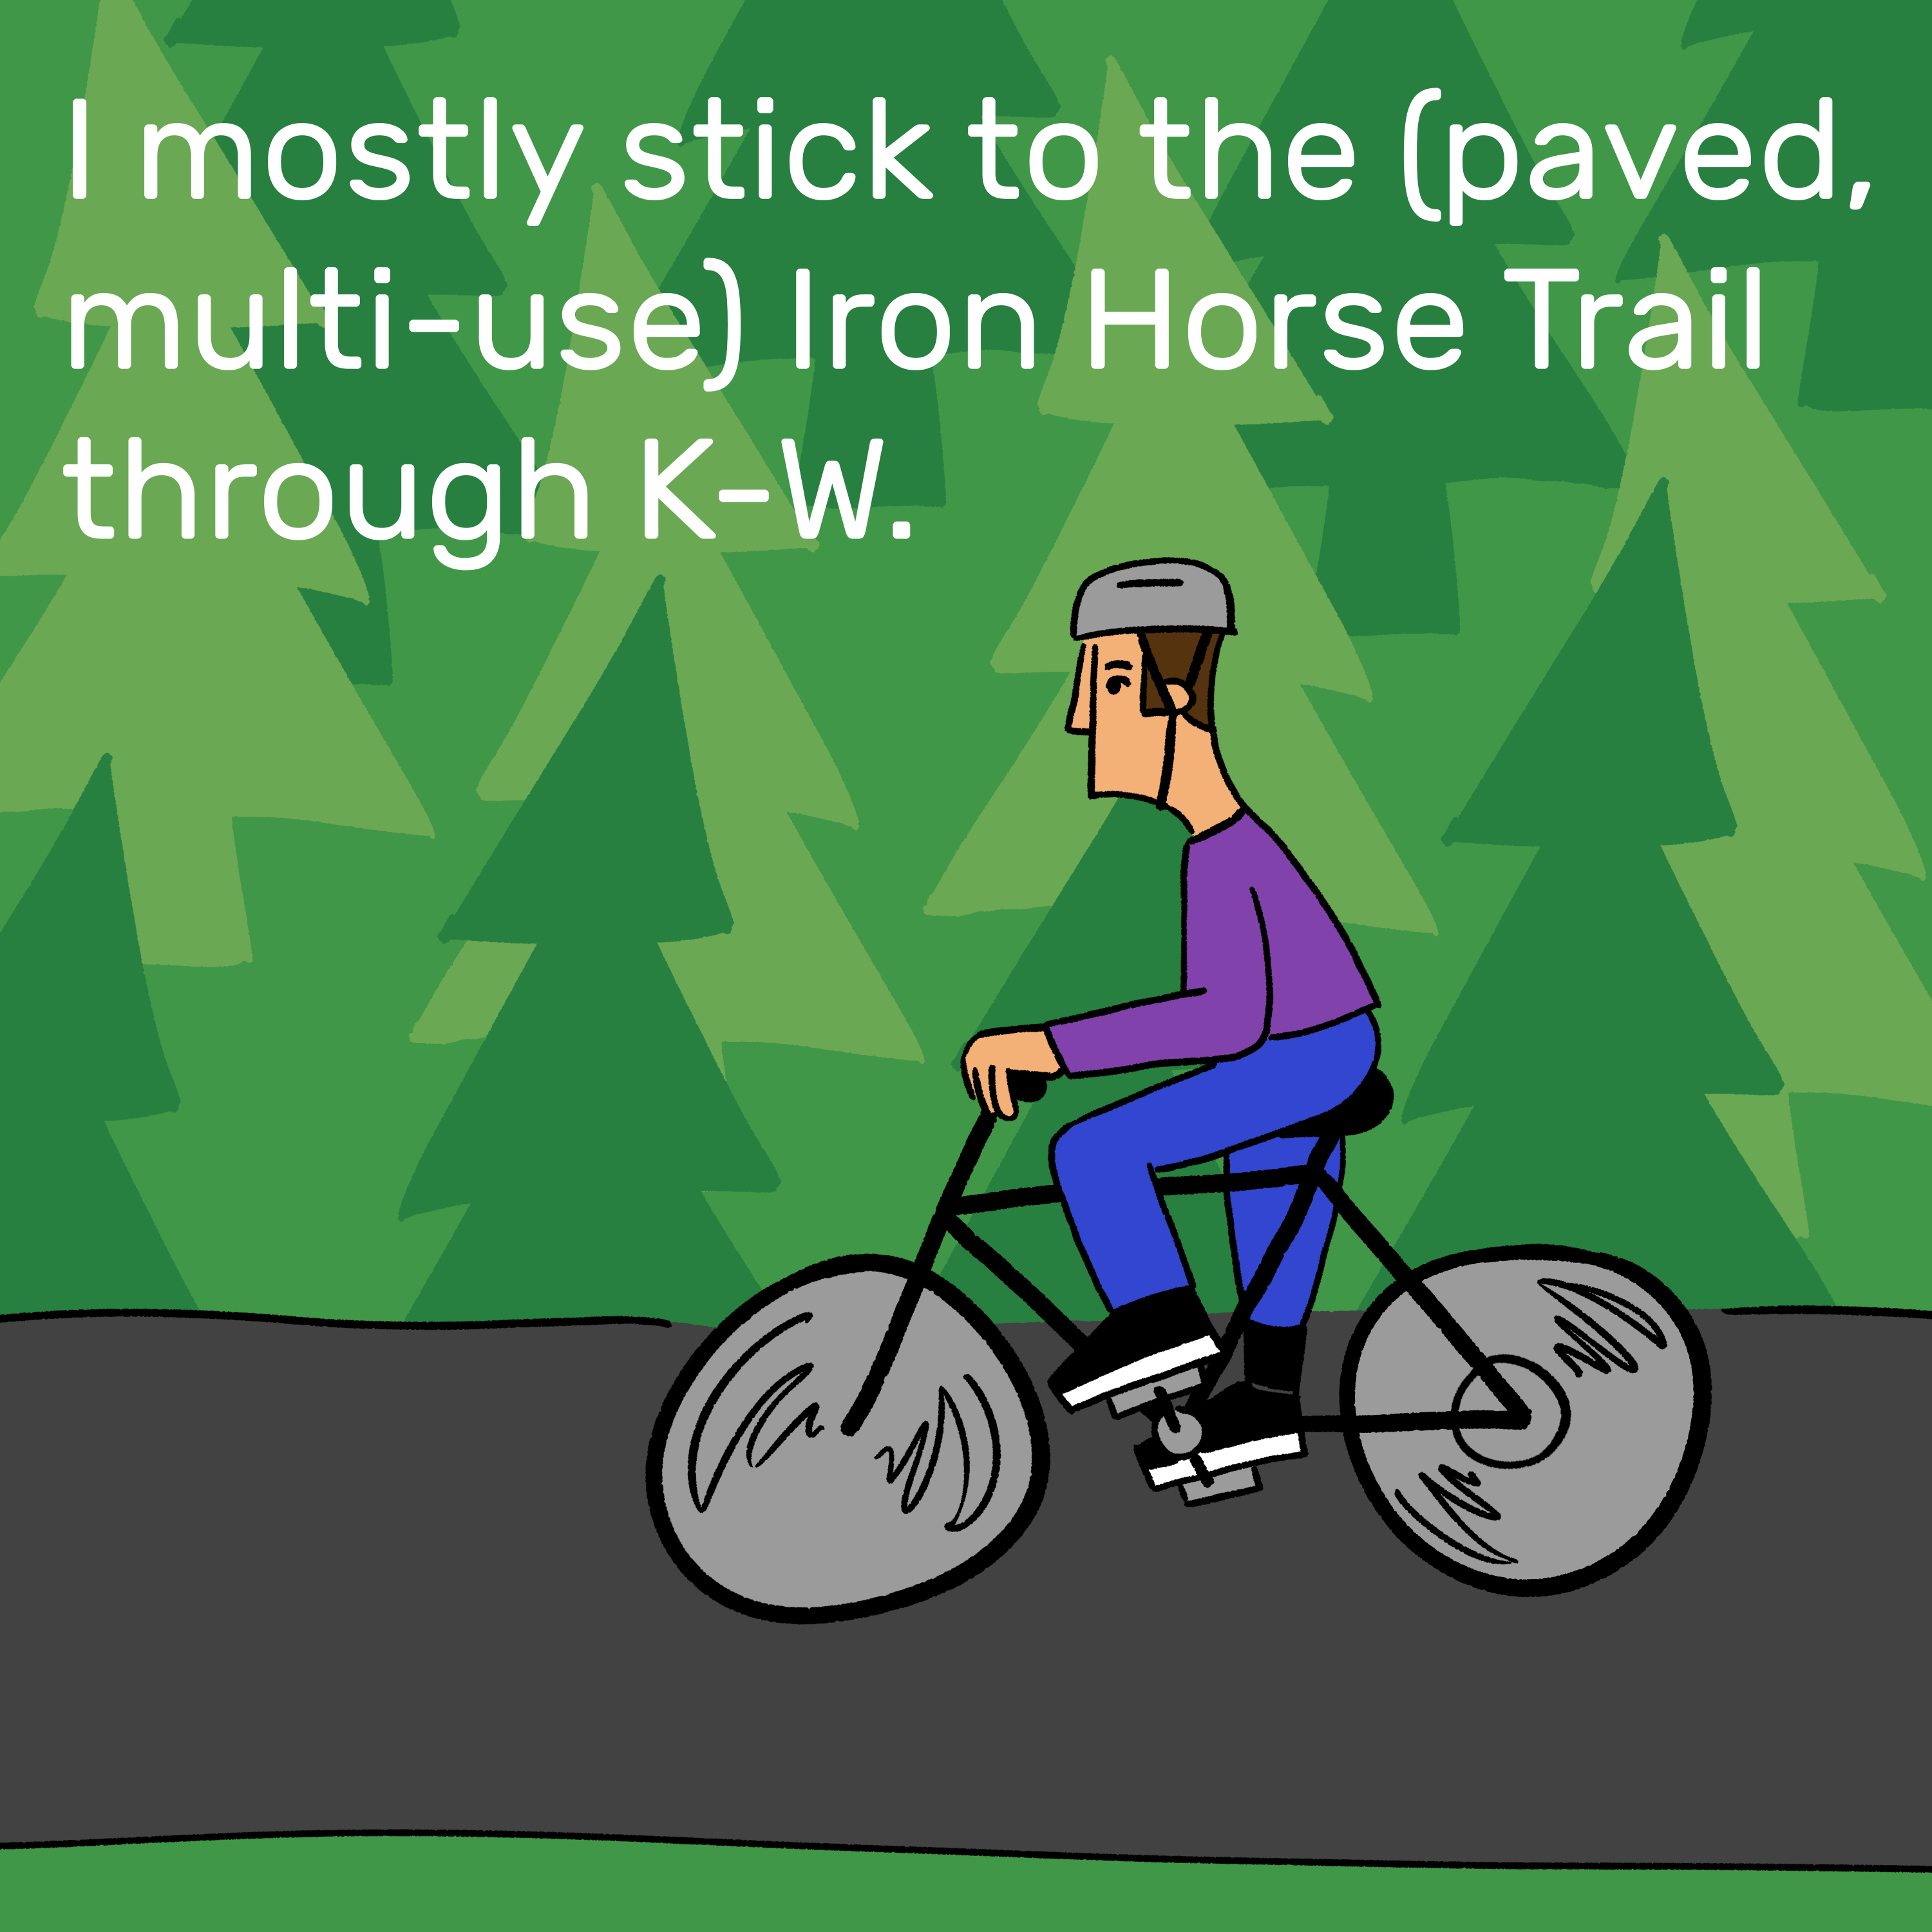 I mostly stick to the (paved,
multi-use) Iron Horse Trail
through K-W.